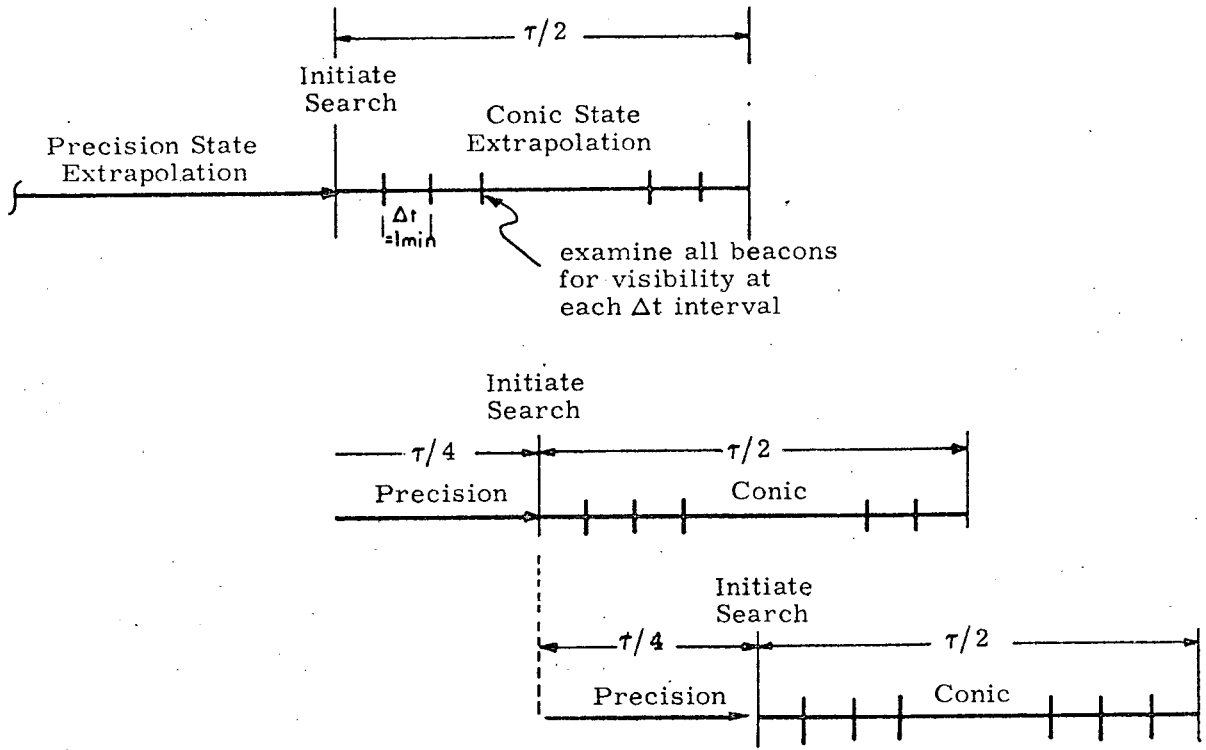 τ/2
Initiate
Search
Precision State
Extrapolation
Conic State
Extrapolation
Δt
=1min
examine all beacons
for visibility at
each Δt interval
Initiate
Search
τ/4
τ/2
Precision
Conic
Initiate
Search
τ/4
τ/2
Precision
Conic